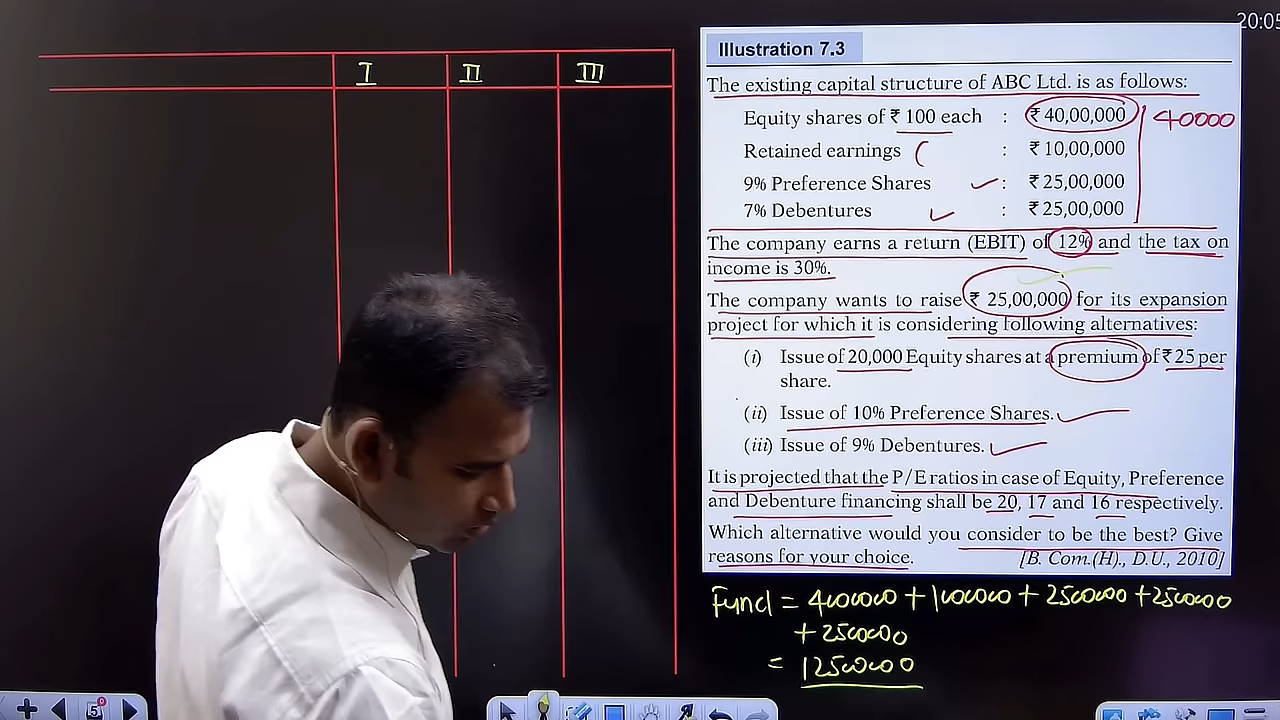 20:05
I II III
Illustration 7.3
The existing capital structure of ABC Ltd. is as follows:
Equity shares of ₹ 100 each : ₹ 40,00,000 40000
Retained earnings : ₹ 10,00,000
9% Preference Shares : ₹ 25,00,000
7% Debentures : ₹ 25,00,000
The company earns a return (EBIT) of 12% and the tax on
income is 30%.
The company wants to raise ₹ 25,00,000 for its expansion
project for which it is considering following alternatives:
(i) Issue of 20,000 Equity shares at a premium of ₹ 25 per
share.
(ii) Issue of 10% Preference Shares.
(iii) Issue of 9% Debentures.
It is projected that the P/E ratios in case of Equity, Preference
and Debenture financing shall be 20, 17 and 16 respectively.
Which alternative would you consider to be the best? Give
reasons for your choice. [B. Com.(H)., D.U., 2010]
Fund = 4000000 + 1000000 + 2500000 + 2500000
+ 2500000
= 12500000
5